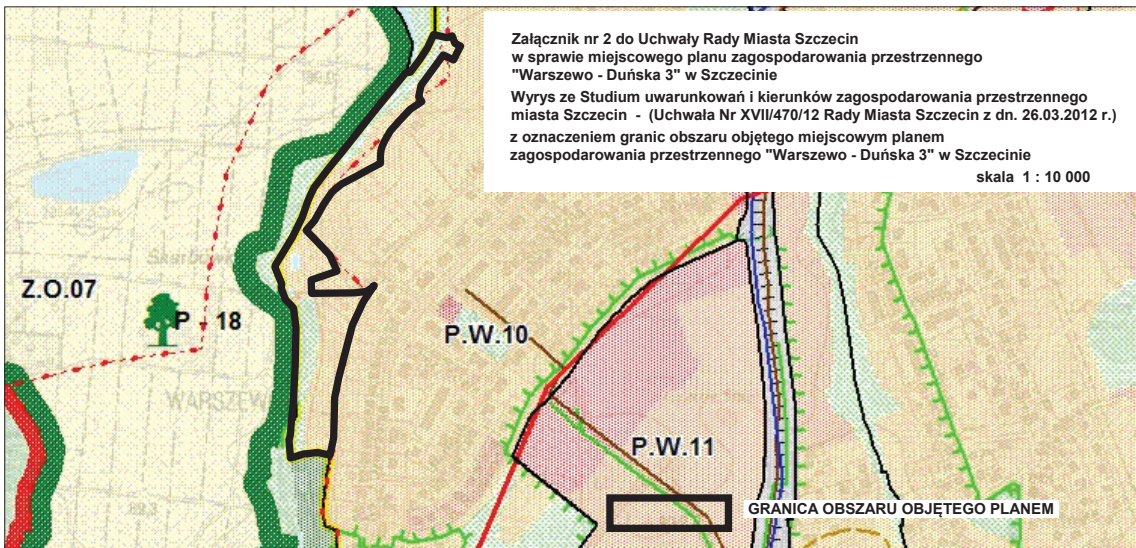 Załącznik nr 2 do Uchwały Rady Miasta Szczecin
w sprawie miejscowego planu zagospodarowania przestrzennego
"Warszewo - Duńska 3" w Szczecinie
Wyrys ze Studium uwarunkowań i kierunków zagospodarowania przestrzennego
miasta Szczecin - (Uchwała Nr XVII/470/12 Rady Miasta Szczecin z dn. 26.03.2012 r.)
z oznaczeniem granic obszaru objętego miejscowym planem
zagospodarowania przestrzennego "Warszewo - Duńska 3" w Szczecinie
skala 1 : 10 000
Z.O.07
P - 18
P.W.10
WARSZEW
P.W.11
GRANICA OBSZARU OBJĘTEGO PLANEM